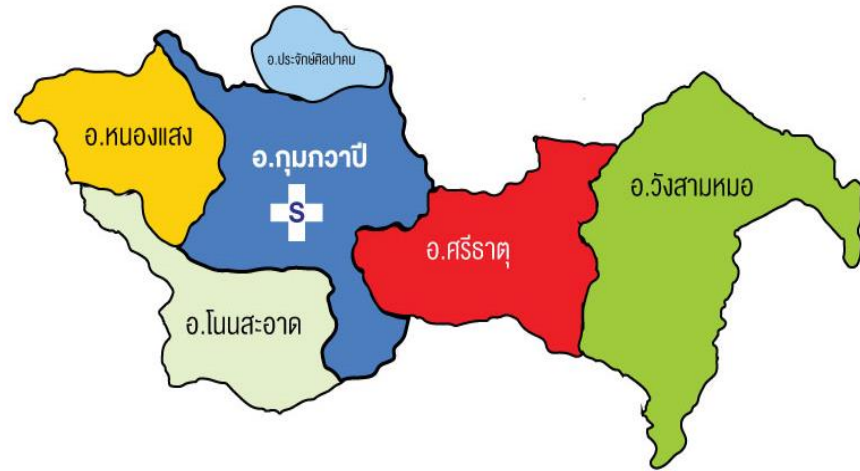 อ.ประจักษ์ศิลปาคม
อ.หนองแสง
อ.กุมภวาปี
S
อ.วังสามหมอ
อ.ศรีธาตุ
อ.โนนสะอาด